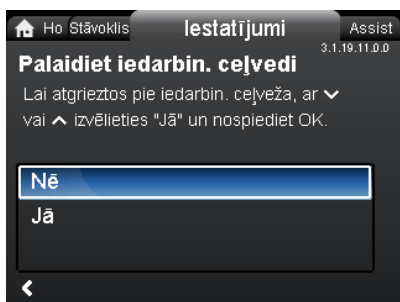 Ho Stāvoklis Iestatījumi Assist
3.1.19.11.0.0
Palaidiet iedarbin. ceļvedi
Lai atgrieztos pie iedarbin. ceļveža, ar
vai izvēlieties "Jā" un nospiediet OK.
Nē
Jā